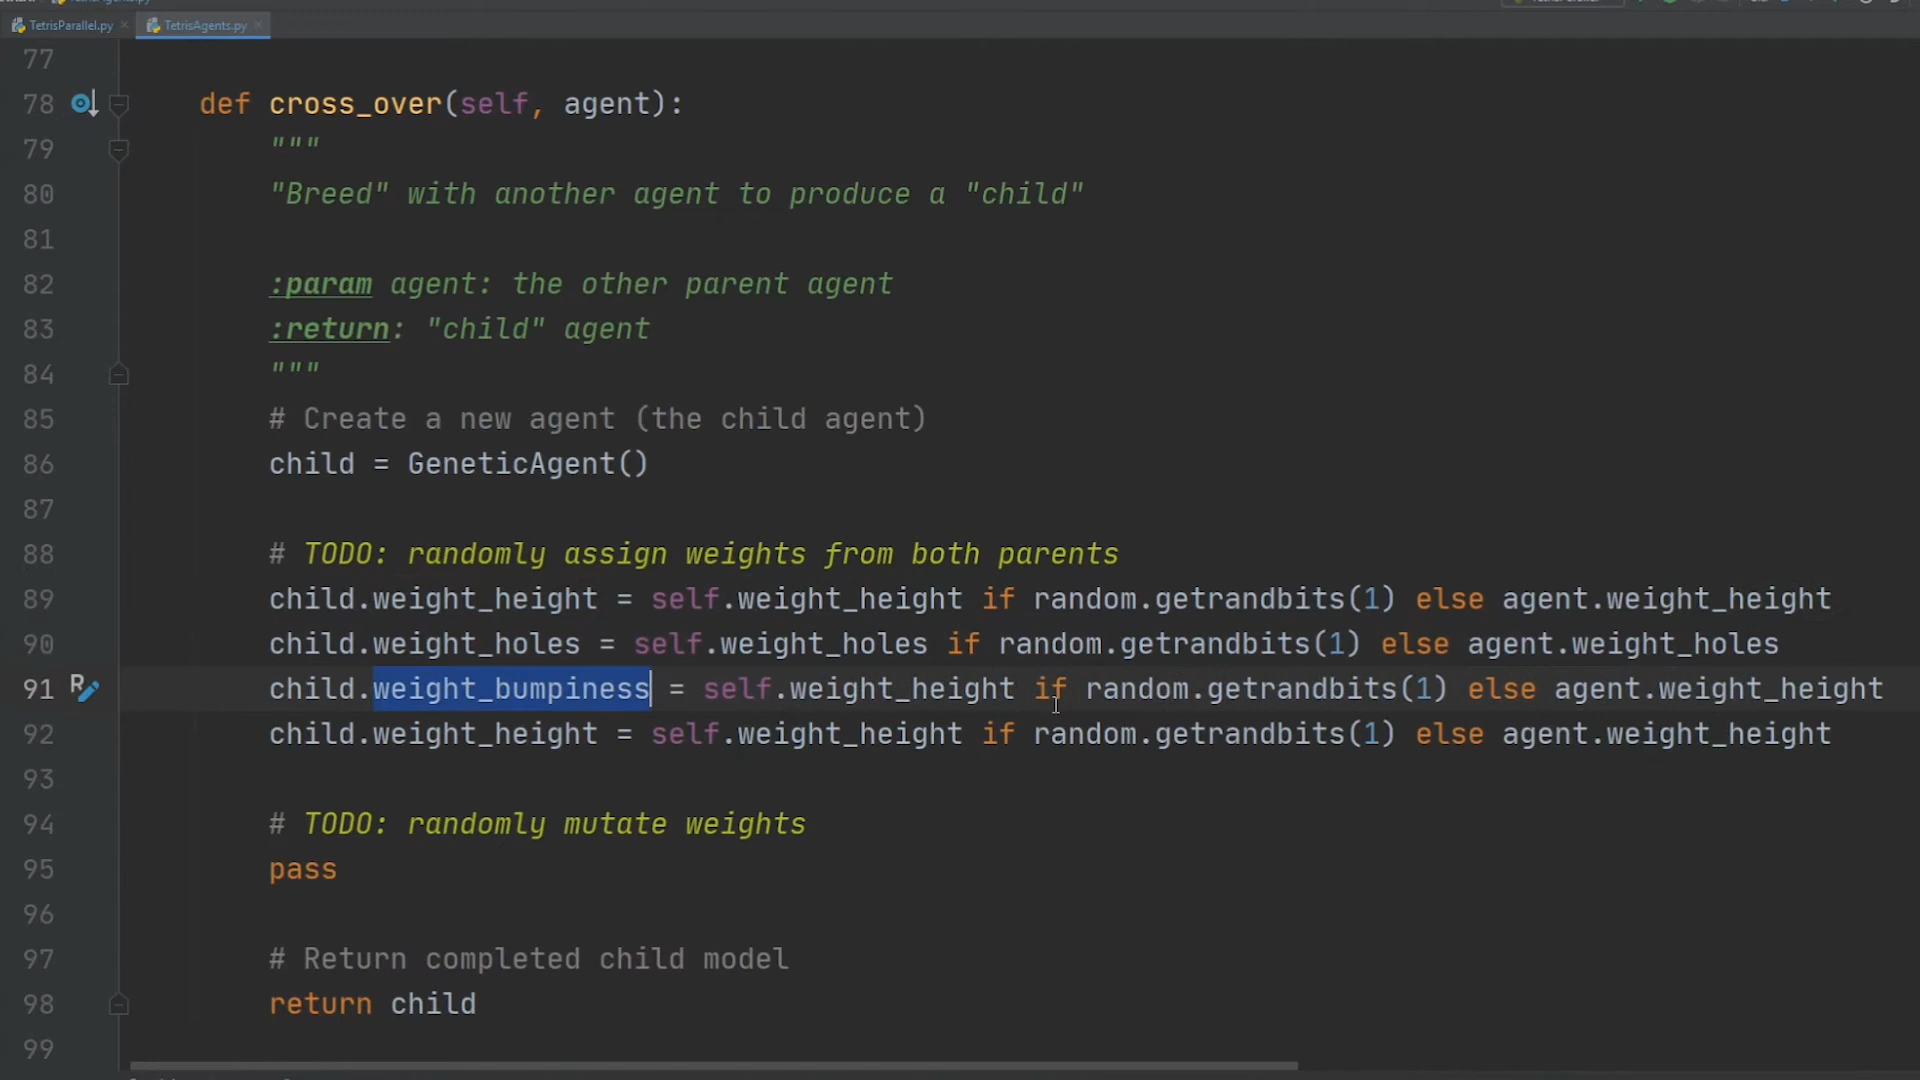 TetrisParallel.py
TetrisAgents.py
77
78 def cross_over(self, agent):
79 """
80 "Breed" with another agent to produce a "child"
81
82 :param agent: the other parent agent
83 :return: "child" agent
84 """
85 # Create a new agent (the child agent)
86 child = GeneticAgent()
87
88 # TODO: randomly assign weights from both parents
89 child.weight_height = self.weight_height if random.getrandbits(1) else agent.weight_height
90 child.weight_holes = self.weight_holes if random.getrandbits(1) else agent.weight_holes
91 child.weight_bumpiness = self.weight_height if random.getrandbits(1) else agent.weight_height
92 child.weight_height = self.weight_height if random.getrandbits(1) else agent.weight_height
93
94 # TODO: randomly mutate weights
95 pass
96
97 # Return completed child model
98 return child
99